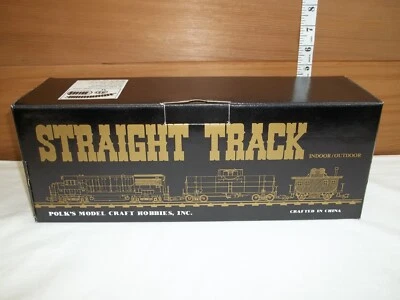 STRAIGHT TRACK
INDOOR/OUTDOOR
POLK'S MODEL CRAFT HOBBIES, INC.
CRAFTED IN CHINA